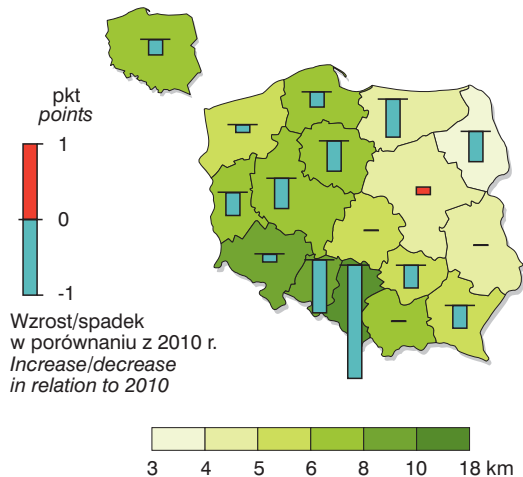 pkt
points
1
0
-1
Wzrost/spadek
w porównaniu z 2010 r.
Increase/decrease
in relation to 2010
3 4 5 6 8 10 18 km